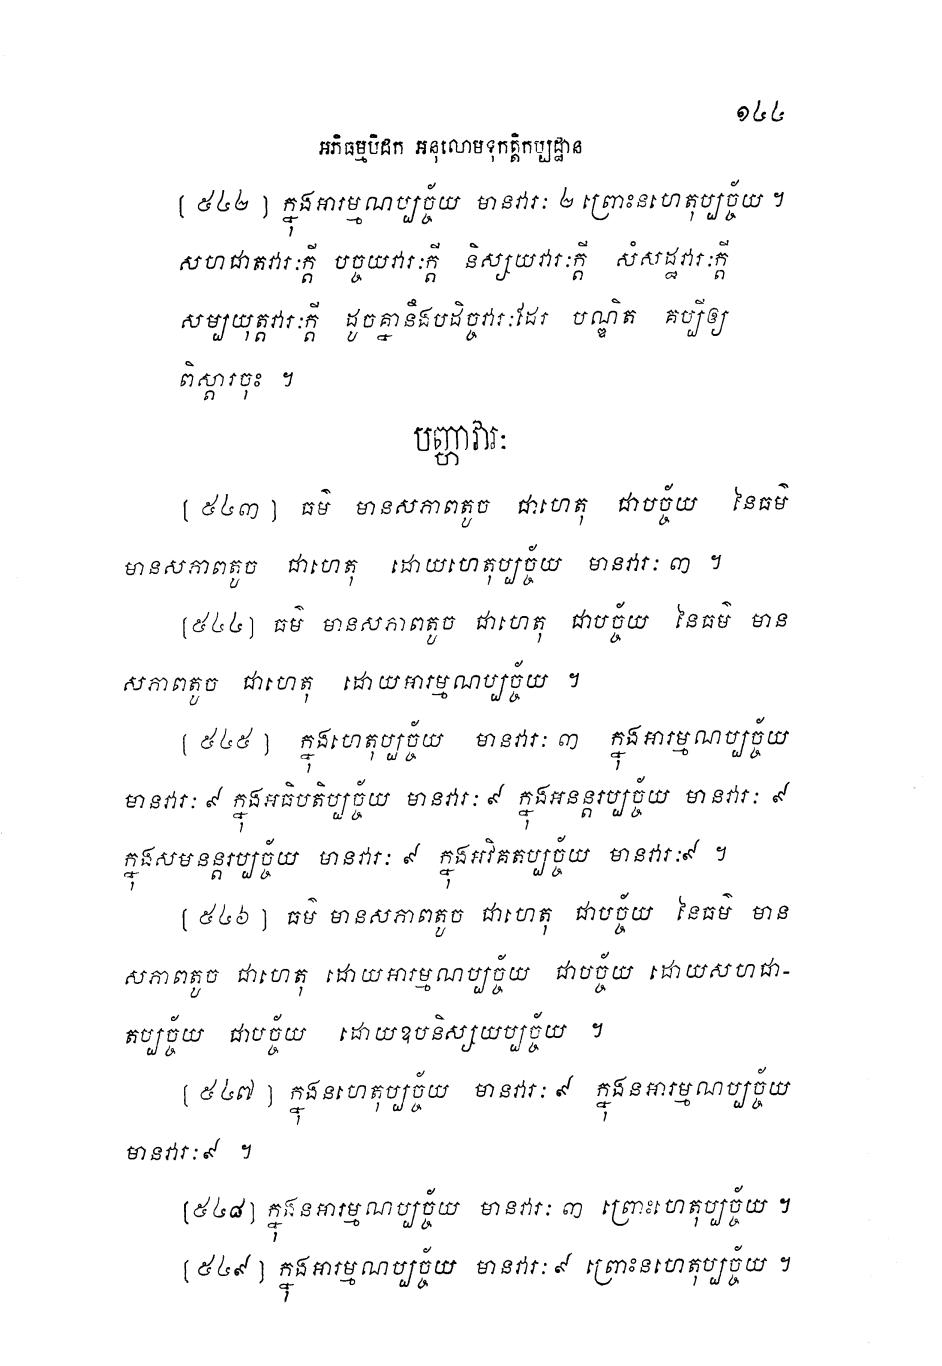 ១៤៤
អភិធម្មបិដក អនុលោមទុកត្តិកប្បដ្ឋាន
[ ៥៤២ ] ក្នុងអារម្មណប្បច្ច័យ មានវារៈ ២ ព្រោះនហេតុប្បច្ច័យ ។
សហជាតវារៈក្តី បច្ចយវារៈក្តី និស្សយវារៈក្តី សំសដ្ឋវារៈក្តី
សម្បយុត្តវារៈក្តី ដូចគ្នានឹងបដិច្ចវារៈដែរ បណ្ឌិត គប្បីឲ្យ
ពិស្តារចុះ ។
បញ្ហាវារៈ
[ ៥៤៣ ] ធម៌ មានសភាពតួច ជាហេតុ ជាបច្ច័យ នៃធម៌
មានសភាពតួច ជាហេតុ ដោយហេតុប្បច្ច័យ មានវារៈ ៣ ។
[៥៤៤] ធម៌ មានសភាពតួច ជាហេតុ ជាបច្ច័យ នៃធម៌ មាន
សភាពតួច ជាហេតុ ដោយអារម្មណប្បច្ច័យ ។
[ ៥៤៥ ] ក្នុងហេតុប្បច្ច័យ មានវារៈ ៣ ក្នុងអារម្មណប្បច្ច័យ
មានវារៈ ៩ ក្នុងអធិបតិប្បច្ច័យ មានវារៈ ៩ ក្នុងអនន្តរប្បច្ច័យ មានវារៈ ៩
ក្នុងសមនន្តរប្បច្ច័យ មានវារៈ ៩ ក្នុងអវិគតប្បច្ច័យ មានវារៈ៩ ។
[ ៥៤៦ ] ធម៌ មានសភាពតួច ជាហេតុ ជាបច្ច័យ នៃធម៌ មាន
សភាពតួច ជាហេតុ ដោយអារម្មណប្បច្ច័យ ជាបច្ច័យ ដោយសហជា-
តប្បច្ច័យ ជាបច្ច័យ ដោយឧបនិស្សយប្បច្ច័យ ។
[ ៥៤៧ ] ក្នុងនហេតុប្បច្ច័យ មានវារៈ ៩ ក្នុងនអារម្មណប្បច្ច័យ
មានវារៈ៩ ។
[៥៤៨] ក្នុងនអារម្មណប្បច្ច័យ មានវារៈ ៣ ព្រោះហេតុប្បច្ច័យ ។
[ ៥៤៩ ] ក្នុងអារម្មណប្បច្ច័យ មានវារៈ ៩ ព្រោះនហេតុប្បច្ច័យ ។